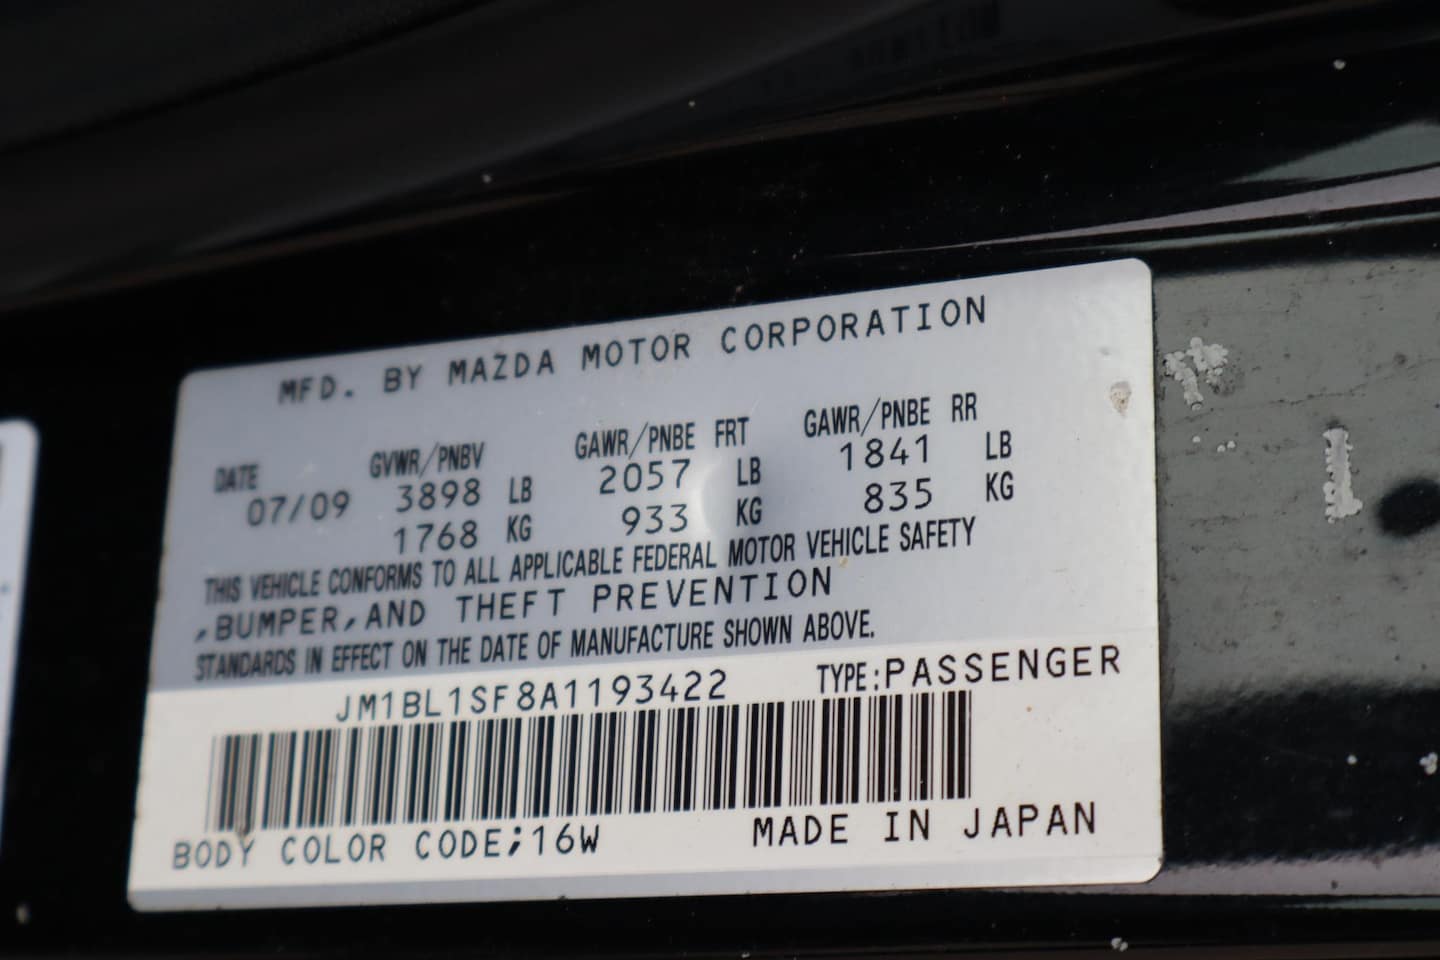 MFD. BY MAZDA MOTOR CORPORATION
DATE GVWR/PNBV GAWR/PNBE FRT GAWR/PNBE RR
07/09 3898 LB 2057 LB 1841 LB
1768 KG 933 KG 835 KG
THIS VEHICLE CONFORMS TO ALL APPLICABLE FEDERAL MOTOR VEHICLE SAFETY
,BUMPER,AND THEFT PREVENTION
STANDARDS IN EFFECT ON THE DATE OF MANUFACTURE SHOWN ABOVE.
JM1BL1SF8A1193422 TYPE:PASSENGER
BODY COLOR CODE;16W MADE IN JAPAN